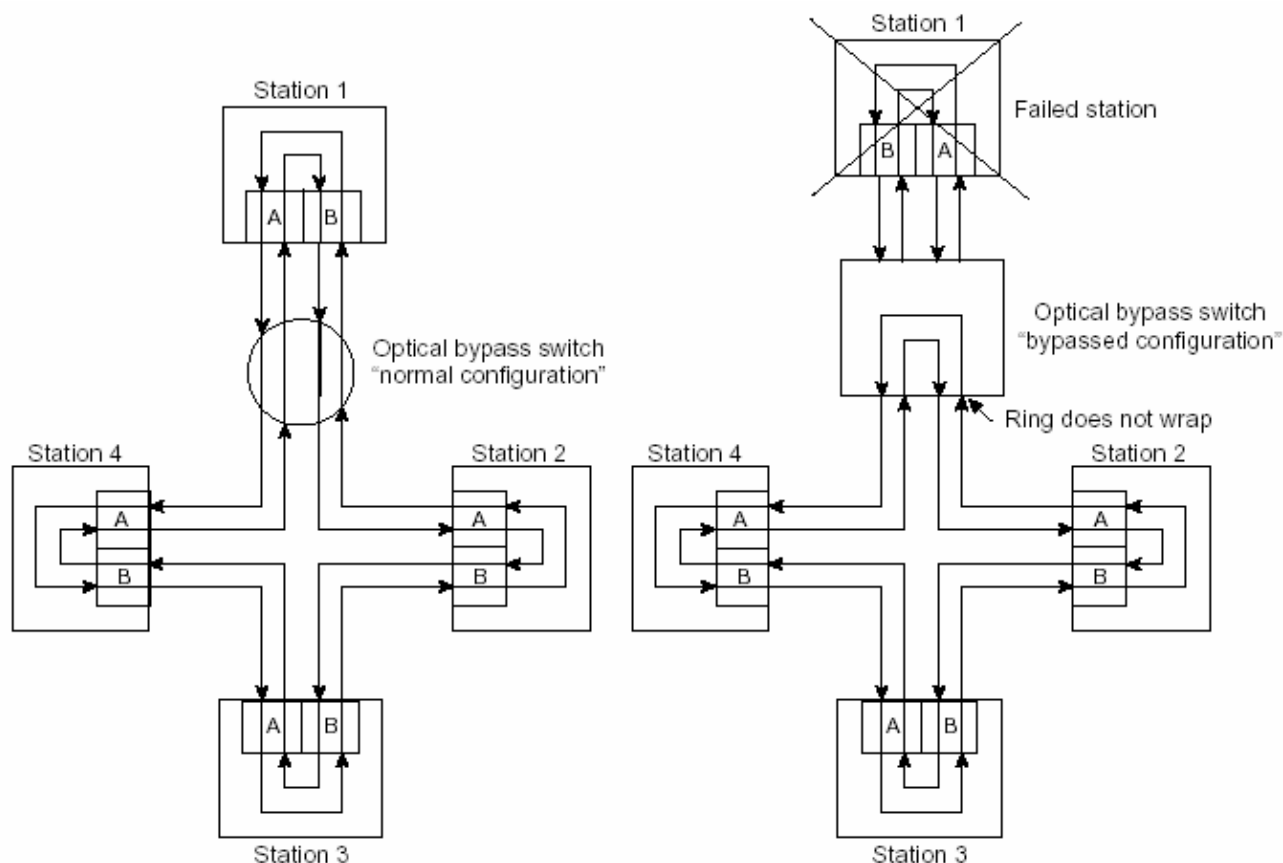 Station 1
A B
Optical bypass switch
“normal configuration”
Station 4
A
B
Station 2
A
B
A B
Station 3
Station 1
Failed station
B A
Optical bypass switch
“bypassed configuration”
Ring does not wrap
Station 4
A
B
Station 2
A
B
A B
Station 3